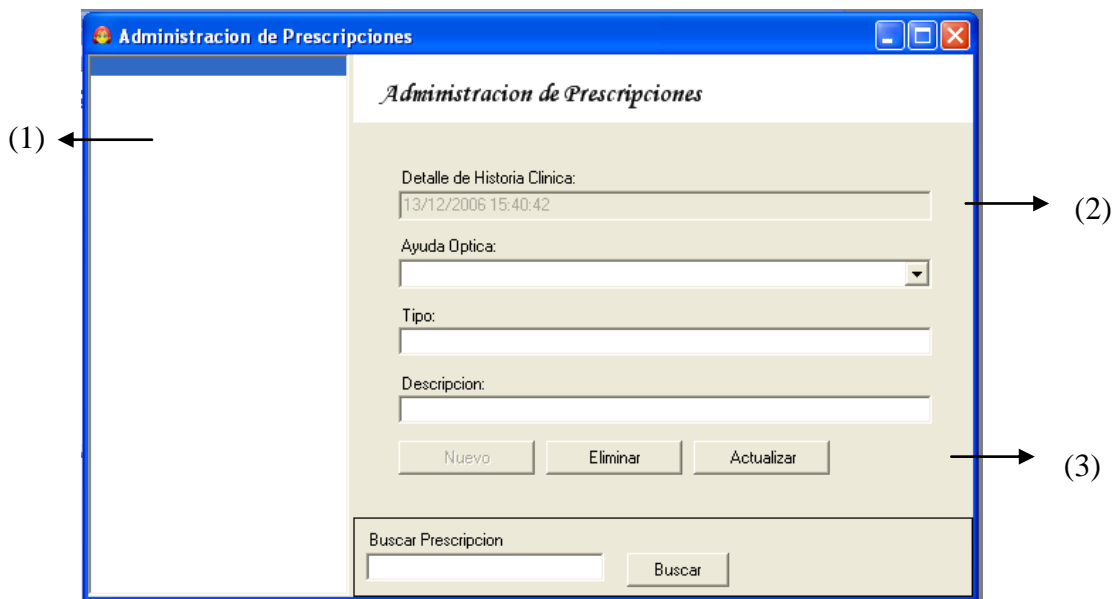 Administracion de Prescripciones
Administracion de Prescripciones
(1)
Detalle de Historia Clinica:
13/12/2006 15:40:42
(2)
Ayuda Optica:
Tipo:
Descripcion:
Nuevo Eliminar Actualizar
(3)
Buscar Prescripcion
Buscar